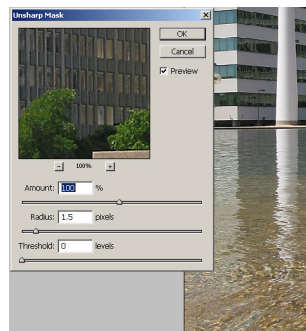 Unsharp Mask
OK
Cancel
Preview
100%
Amount: 100 %
Radius: 1.5 pixels
Threshold: 0 levels